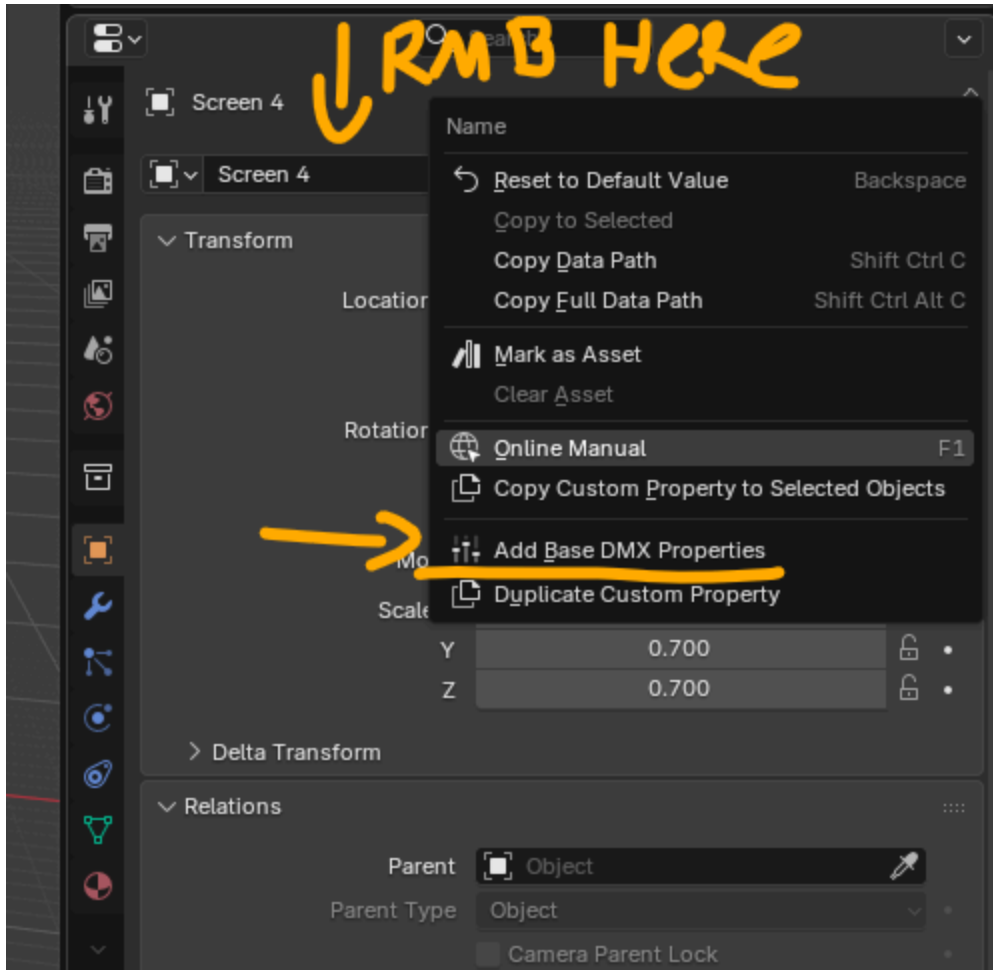 Search
RMB Here
Screen 4
Name
Screen 4
Reset to Default Value Backspace
Copy to Selected
Transform
Copy Data Path Shift Ctrl C
Location
Copy Full Data Path Shift Ctrl Alt C
Mark as Asset
Clear Asset
Rotation
Online Manual F1
Copy Custom Property to Selected Objects
Add Base DMX Properties
Mo
Duplicate Custom Property
Scale
Y 0.700
Z 0.700
Delta Transform
Relations
Parent Object
Parent Type Object
Camera Parent Lock